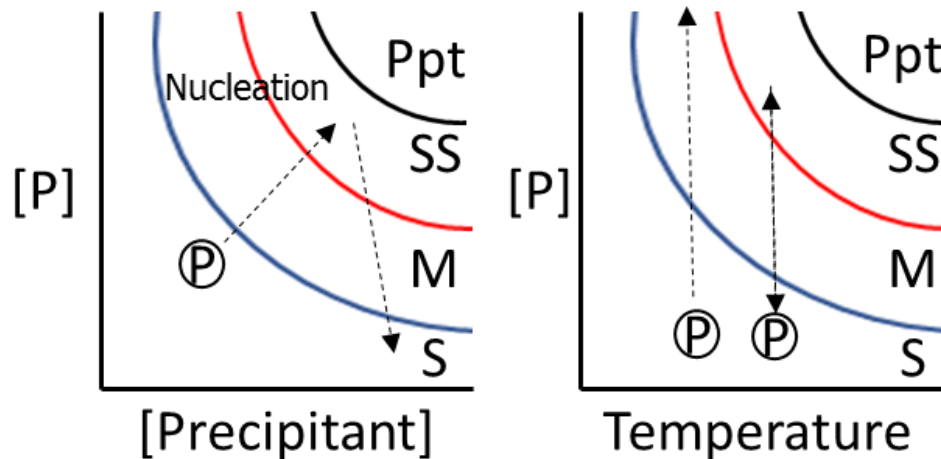 Ppt
Nucleation
SS
[P]
P
M
S
[Precipitant]
Ppt
SS
[P]
M
P
P
S
Temperature